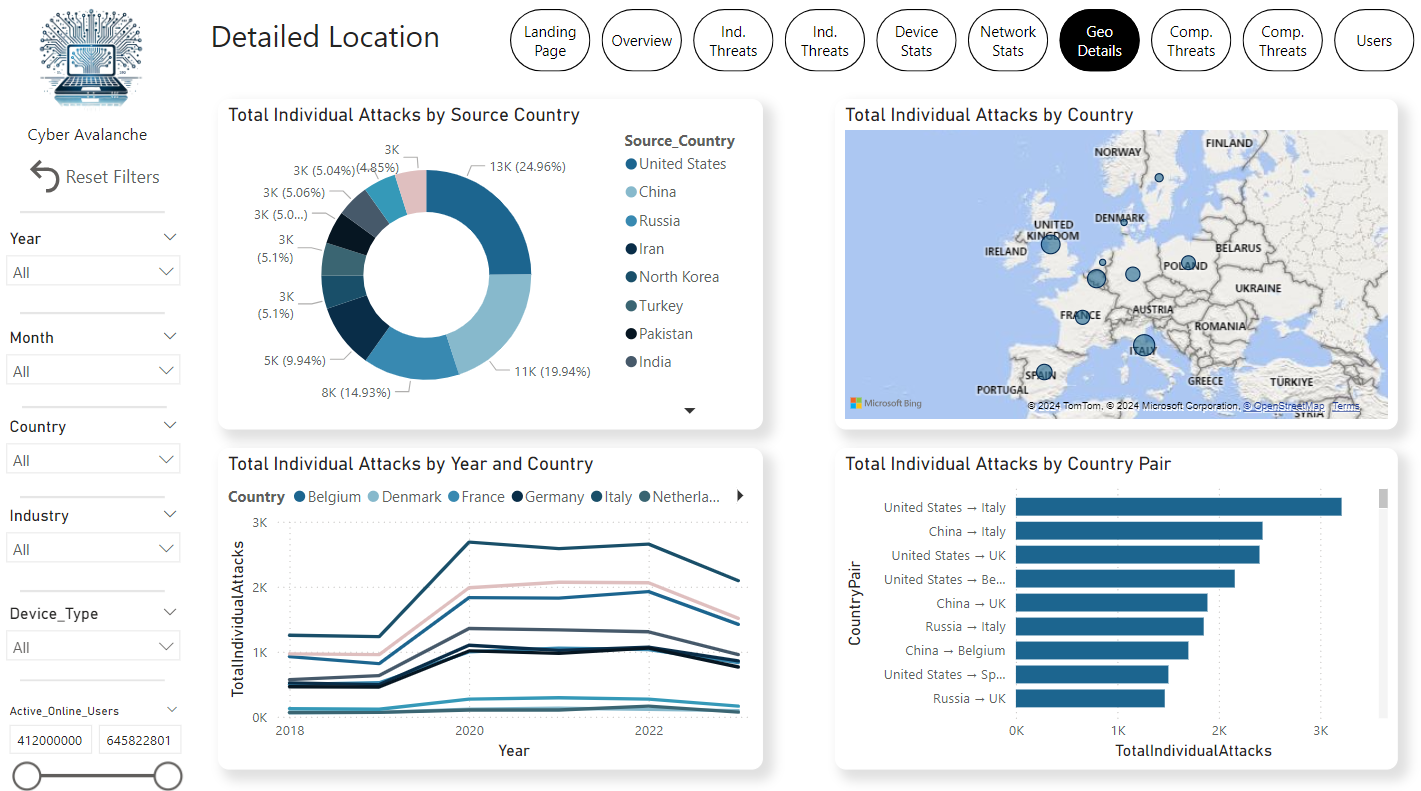 Detailed Location
Landing
Page
Overview
Ind.
Threats
Ind.
Threats
Device
Stats
Network
Stats
Geo
Details
Comp.
Threats
Comp.
Threats
Users
Cyber Avalanche
Reset Filters
Year
All
Month
All
Country
All
Industry
All
Device_Type
All
Active_Online_Users
412000000
645822801
Total Individual Attacks by Source Country
3K
(4.85%)
3K (5.04%)
3K (5.06%)
3K (5.0...)
3K
(5.1%)
3K
(5.1%)
5K (9.94%)
8K (14.93%)
11K (19.94%)
13K (24.96%)
Source_Country
United States
China
Russia
Iran
North Korea
Turkey
Pakistan
India
Total Individual Attacks by Country
NORWAY
FINLAND
DENMARK
UNITED
KINGDOM
IRELAND
BELARUS
POLAND
UKRAINE
FRANCE
AUSTRIA
ROMANIA
ITALY
SPAIN
PORTUGAL
GREECE
TÜRKIYE
SYRIA
Microsoft Bing
© 2024 TomTom, © 2024 Microsoft Corporation, © OpenStreetMap Terms
Total Individual Attacks by Year and Country
Country Belgium Denmark France Germany Italy Netherla...
TotalIndividualAttacks
3K
2K
1K
0K
2018 2020 2022
Year
Total Individual Attacks by Country Pair
CountryPair
United States → Italy
China → Italy
United States → UK
United States → Be...
China → UK
Russia → Italy
China → Belgium
United States → Sp...
Russia → UK
0K 1K 2K 3K
TotalIndividualAttacks